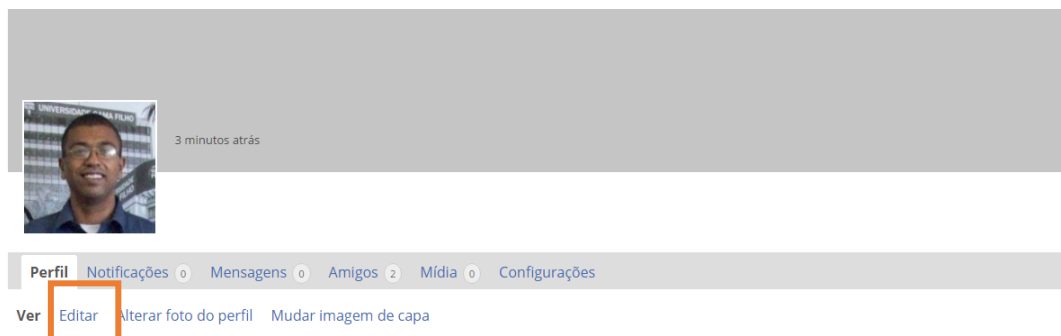 UNIVERSIDADE GAMA FILHO
3 minutos atrás
Perfil Notificações 0 Mensagens 0 Amigos 2 Mídia 0 Configurações
Ver Editar Alterar foto do perfil Mudar imagem de capa